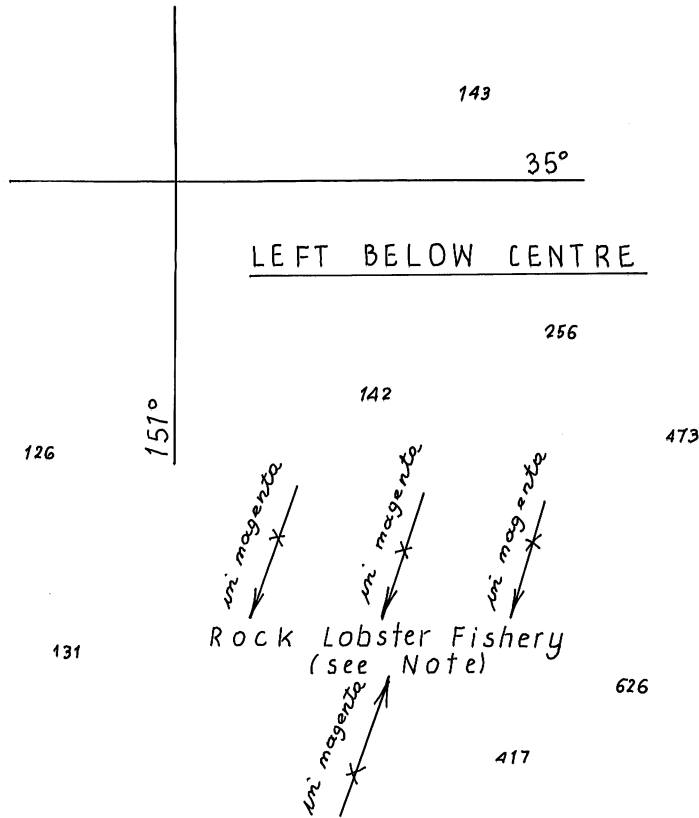 143
35°
LEFT BELOW CENTRE
256
142
151°
473
126
in magenta
in magenta
in magenta
Rock Lobster Fishery
(see Note)
131
in magenta
626
417